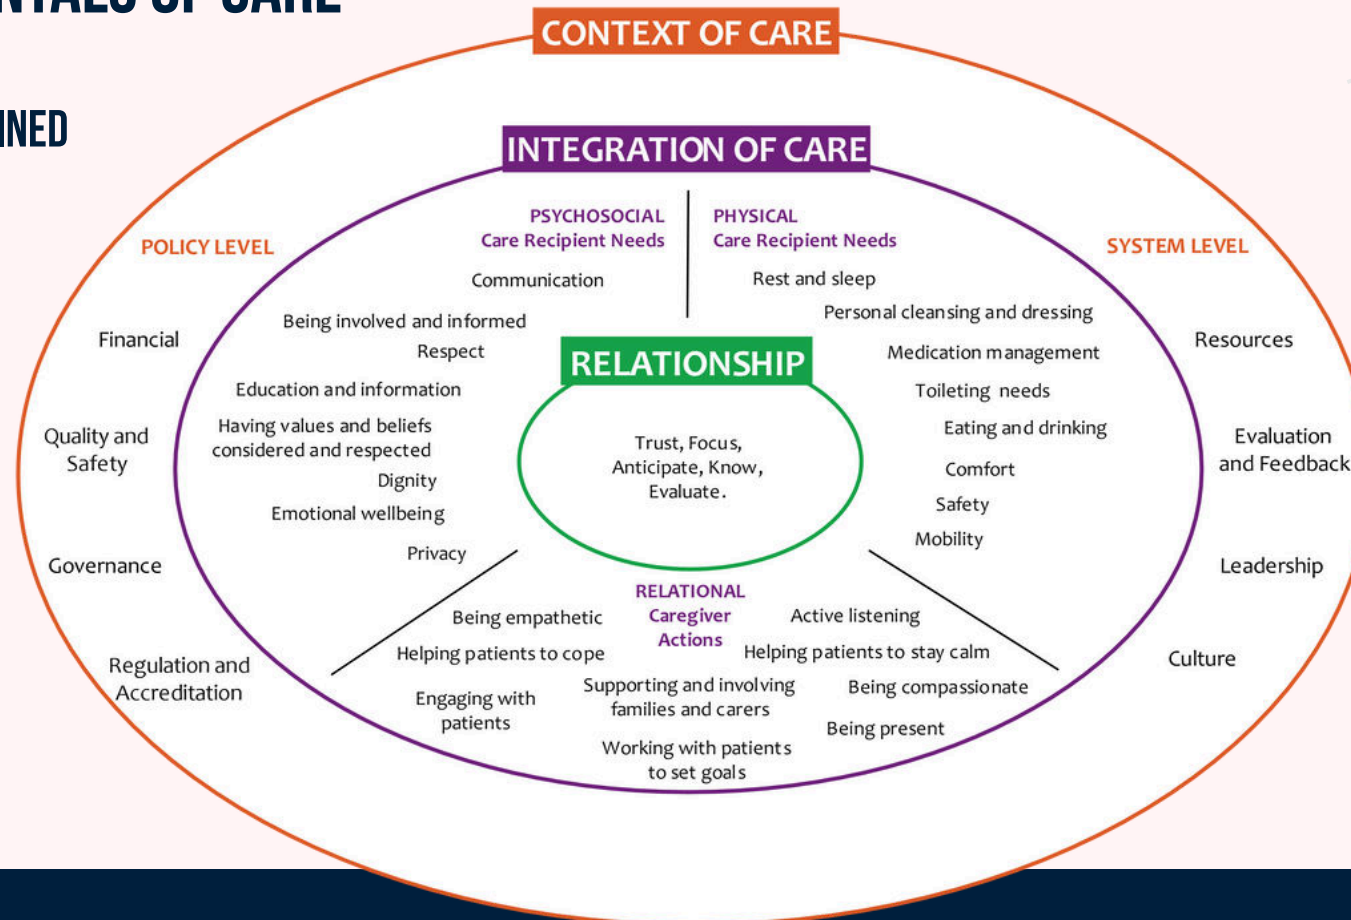 NTALS OF CARE
INED
CONTEXT OF CARE
INTEGRATION OF CARE
PSYCHOSOCIAL
Care Recipient Needs
Communication
Being involved and informed
Respect
Education and information
Having values and beliefs
considered and respected
Dignity
Emotional wellbeing
Privacy
PHYSICAL
Care Recipient Needs
Rest and sleep
Personal cleansing and dressing
Medication management
Toileting needs
Eating and drinking
Comfort
Safety
Mobility
POLICY LEVEL
Financial
Quality and
Safety
Governance
Regulation and
Accreditation
SYSTEM LEVEL
Resources
Evaluation
and Feedback
Leadership
Culture
RELATIONSHIP
Trust, Focus,
Anticipate, Know,
Evaluate.
RELATIONAL
Caregiver
Actions
Being empathetic
Helping patients to cope
Engaging with
patients
Supporting and involving
families and carers
Working with patients
to set goals
Active listening
Helping patients to stay calm
Being compassionate
Being present